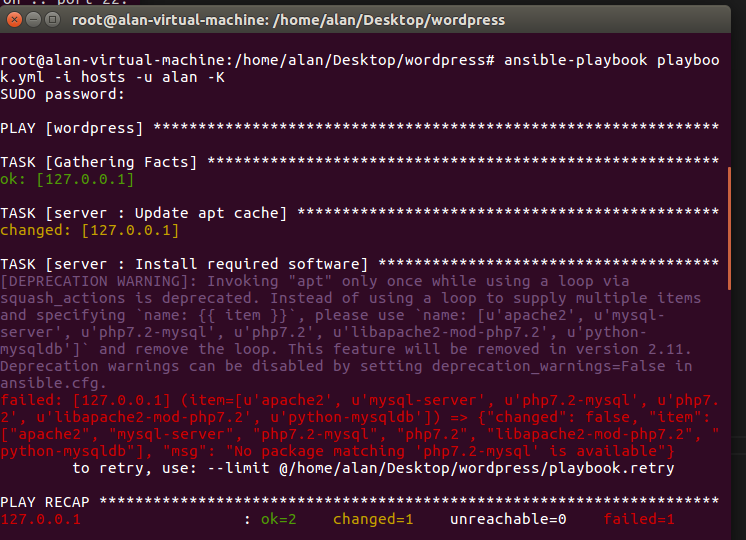 on .. port 22.
root@alan-virtual-machine: /home/alan/Desktop/wordpress
root@alan-virtual-machine:/home/alan/Desktop/wordpress# ansible-playbook playboo
k.yml -i hosts -u alan -K
SUDO password:
PLAY [wordpress] ***************************************************************
TASK [Gathering Facts] *********************************************************
ok: [127.0.0.1]
TASK [server : Update apt cache] ***********************************************
changed: [127.0.0.1]
TASK [server : Install required software] **************************************
[DEPRECATION WARNING]: Invoking "apt" only once while using a loop via
squash_actions is deprecated. Instead of using a loop to supply multiple items
and specifying `name: {{ item }}`, please use `name: [u'apache2', u'mysql-
server', u'php7.2-mysql', u'php7.2', u'libapache2-mod-php7.2', u'python-
mysqldb']` and remove the loop. This feature will be removed in version 2.11.
Deprecation warnings can be disabled by setting deprecation_warnings=False in
ansible.cfg.
failed: [127.0.0.1] (item=[u'apache2', u'mysql-server', u'php7.2-mysql', u'php7.
2', u'libapache2-mod-php7.2', u'python-mysqldb']) => {"changed": false, "item":
["apache2", "mysql-server", "php7.2-mysql", "php7.2", "libapache2-mod-php7.2", "
python-mysqldb"], "msg": "No package matching 'php7.2-mysql' is available"}
to retry, use: --limit @/home/alan/Desktop/wordpress/playbook.retry
PLAY RECAP *********************************************************************
127.0.0.1 : ok=2 changed=1 unreachable=0 failed=1